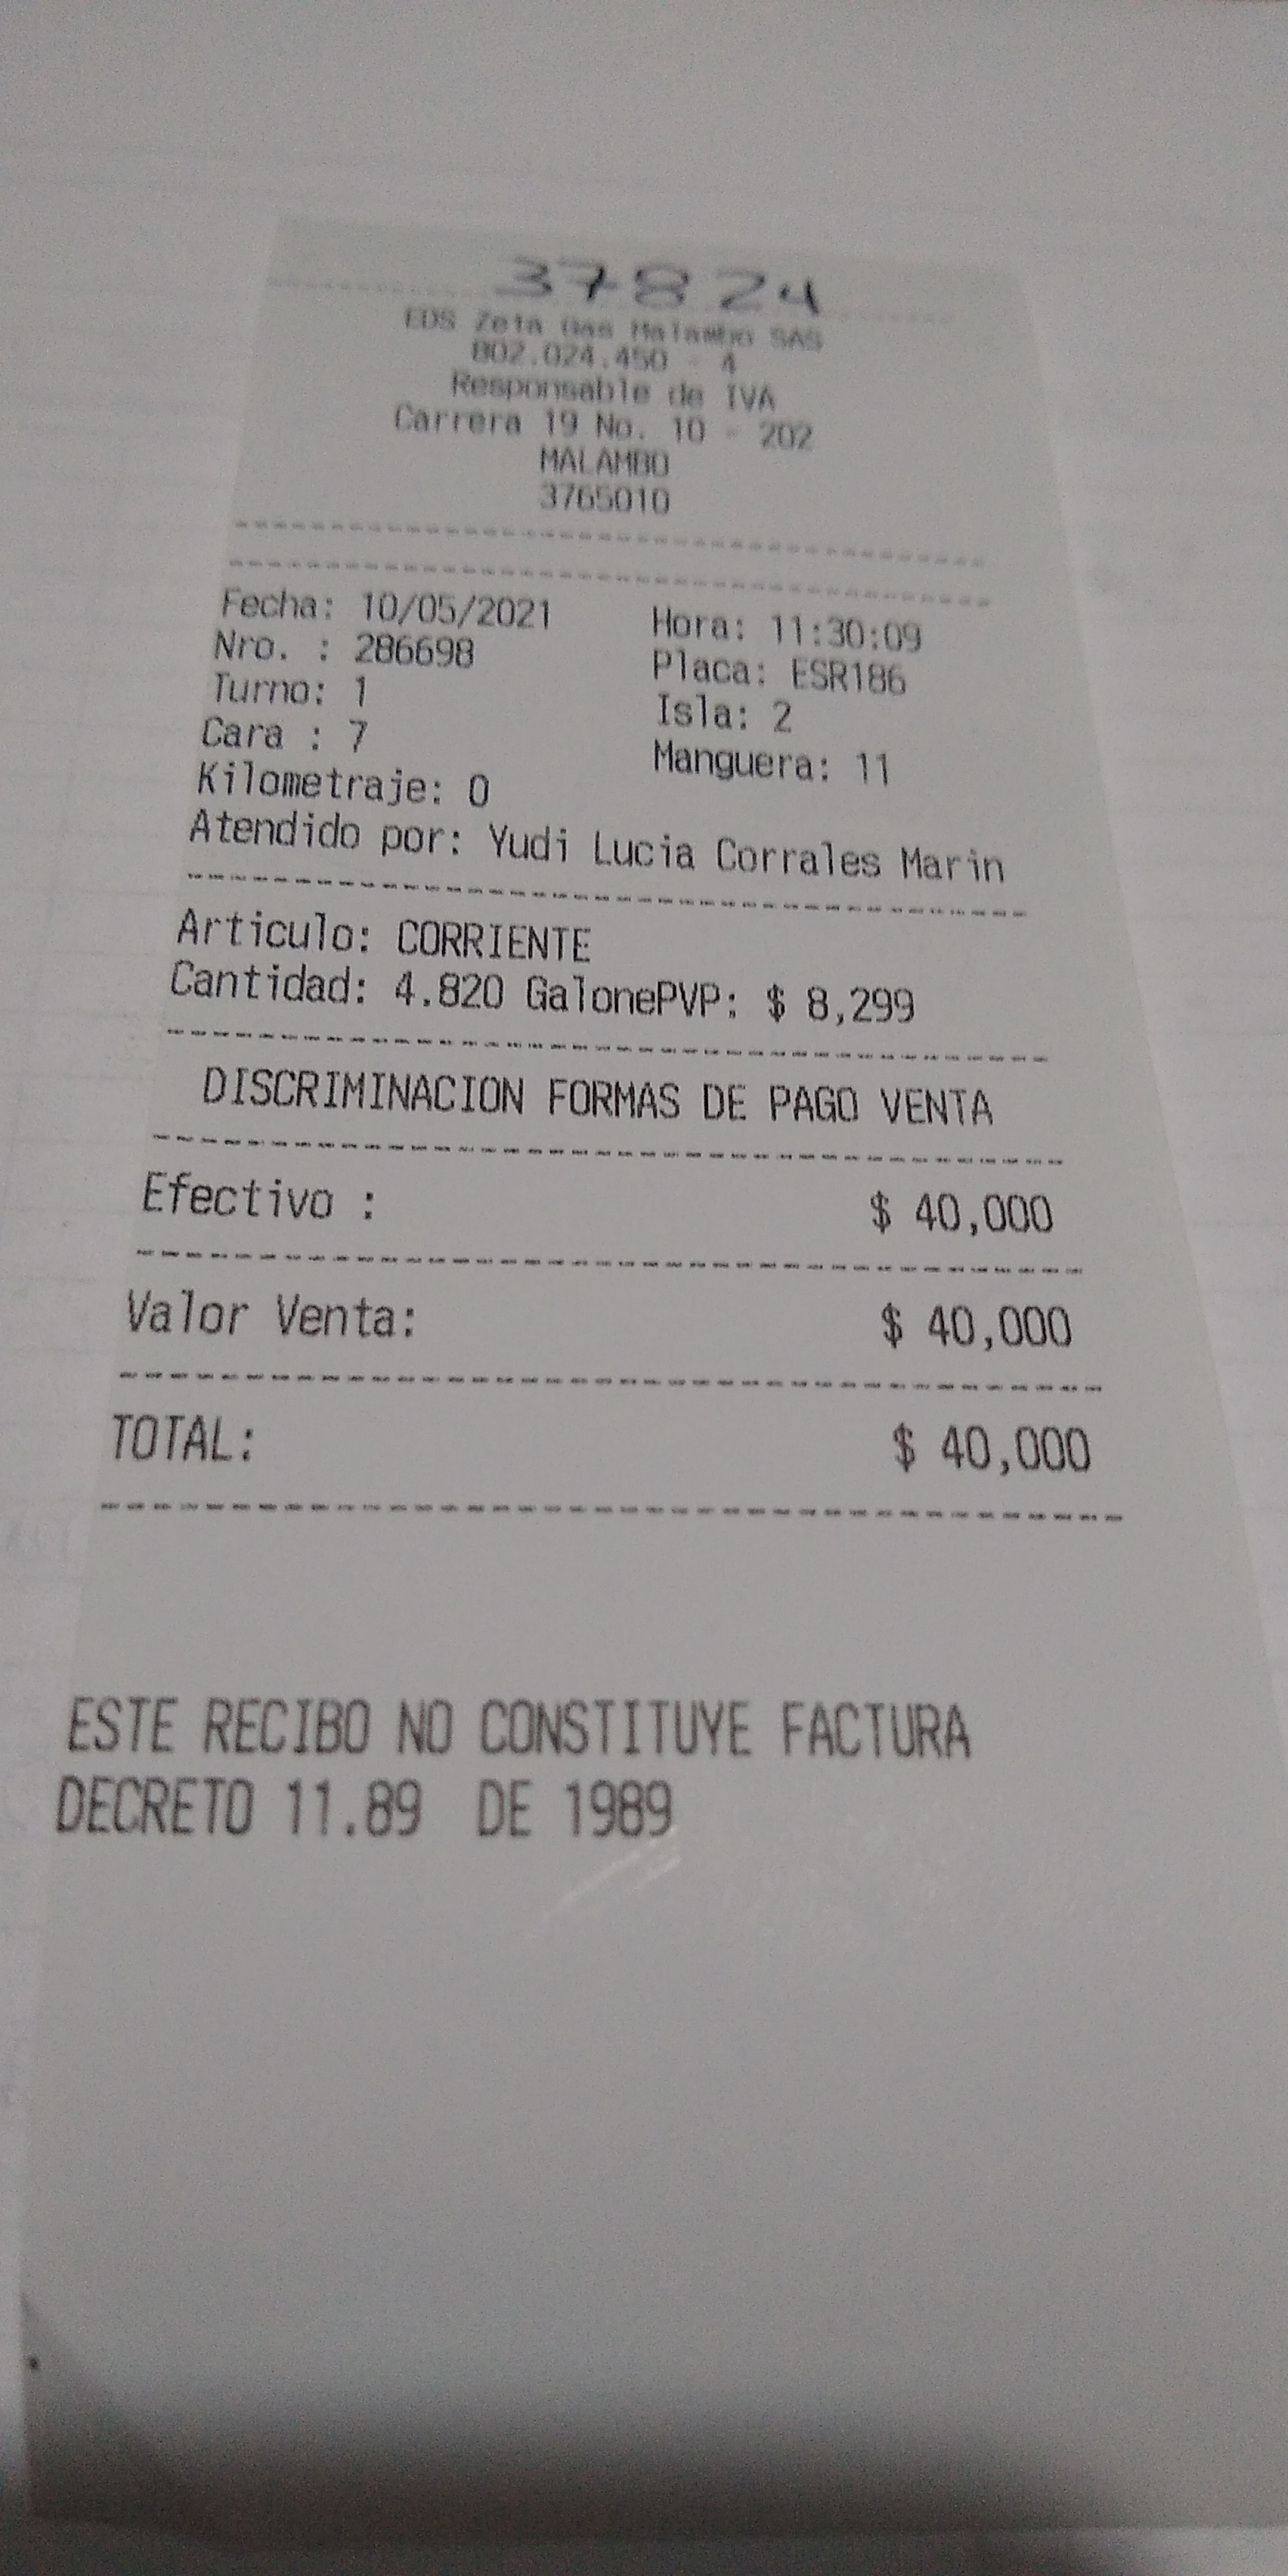 37824
EDS Zeta Gas Malambo SAS
802.024.450 - 4
Responsable de IVA
Carrera 19 No. 10 - 202
MALAMBO
3765010
Fecha: 10/05/2021 Hora: 11:30:09
Nro. : 286698 Placa: ESR186
Turno: 1 Isla: 2
Cara : 7 Manguera: 11
Kilometraje: 0
Atendido por: Yudi Lucia Corrales Marin
Articulo: CORRIENTE
Cantidad: 4.820 GalonePVP: $ 8,299
DISCRIMINACION FORMAS DE PAGO VENTA
Efectivo : $ 40,000
Valor Venta: $ 40,000
TOTAL: $ 40,000
ESTE RECIBO NO CONSTITUYE FACTURA
DECRETO 11.89 DE 1989